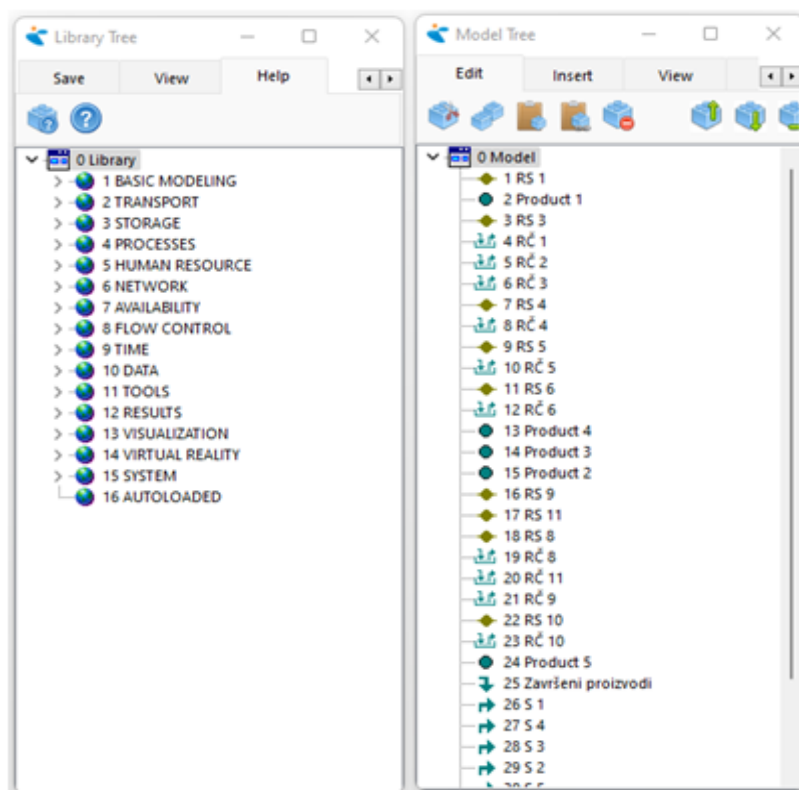 Library Tree
Save View Help
0 Library
1 BASIC MODELING
2 TRANSPORT
3 STORAGE
4 PROCESSES
5 HUMAN RESOURCE
6 NETWORK
7 AVAILABILITY
8 FLOW CONTROL
9 TIME
10 DATA
11 TOOLS
12 RESULTS
13 VISUALIZATION
14 VIRTUAL REALITY
15 SYSTEM
16 AUTOLOADED
Model Tree
Edit Insert View
0 Model
1 RS 1
2 Product 1
3 RS 3
4 RČ 1
5 RČ 2
6 RČ 3
7 RS 4
8 RČ 4
9 RS 5
10 RČ 5
11 RS 6
12 RČ 6
13 Product 4
14 Product 3
15 Product 2
16 RS 9
17 RS 11
18 RS 8
19 RČ 8
20 RČ 11
21 RČ 9
22 RS 10
23 RČ 10
24 Product 5
25 Završeni proizvodi
26 S 1
27 S 4
28 S 3
29 S 2